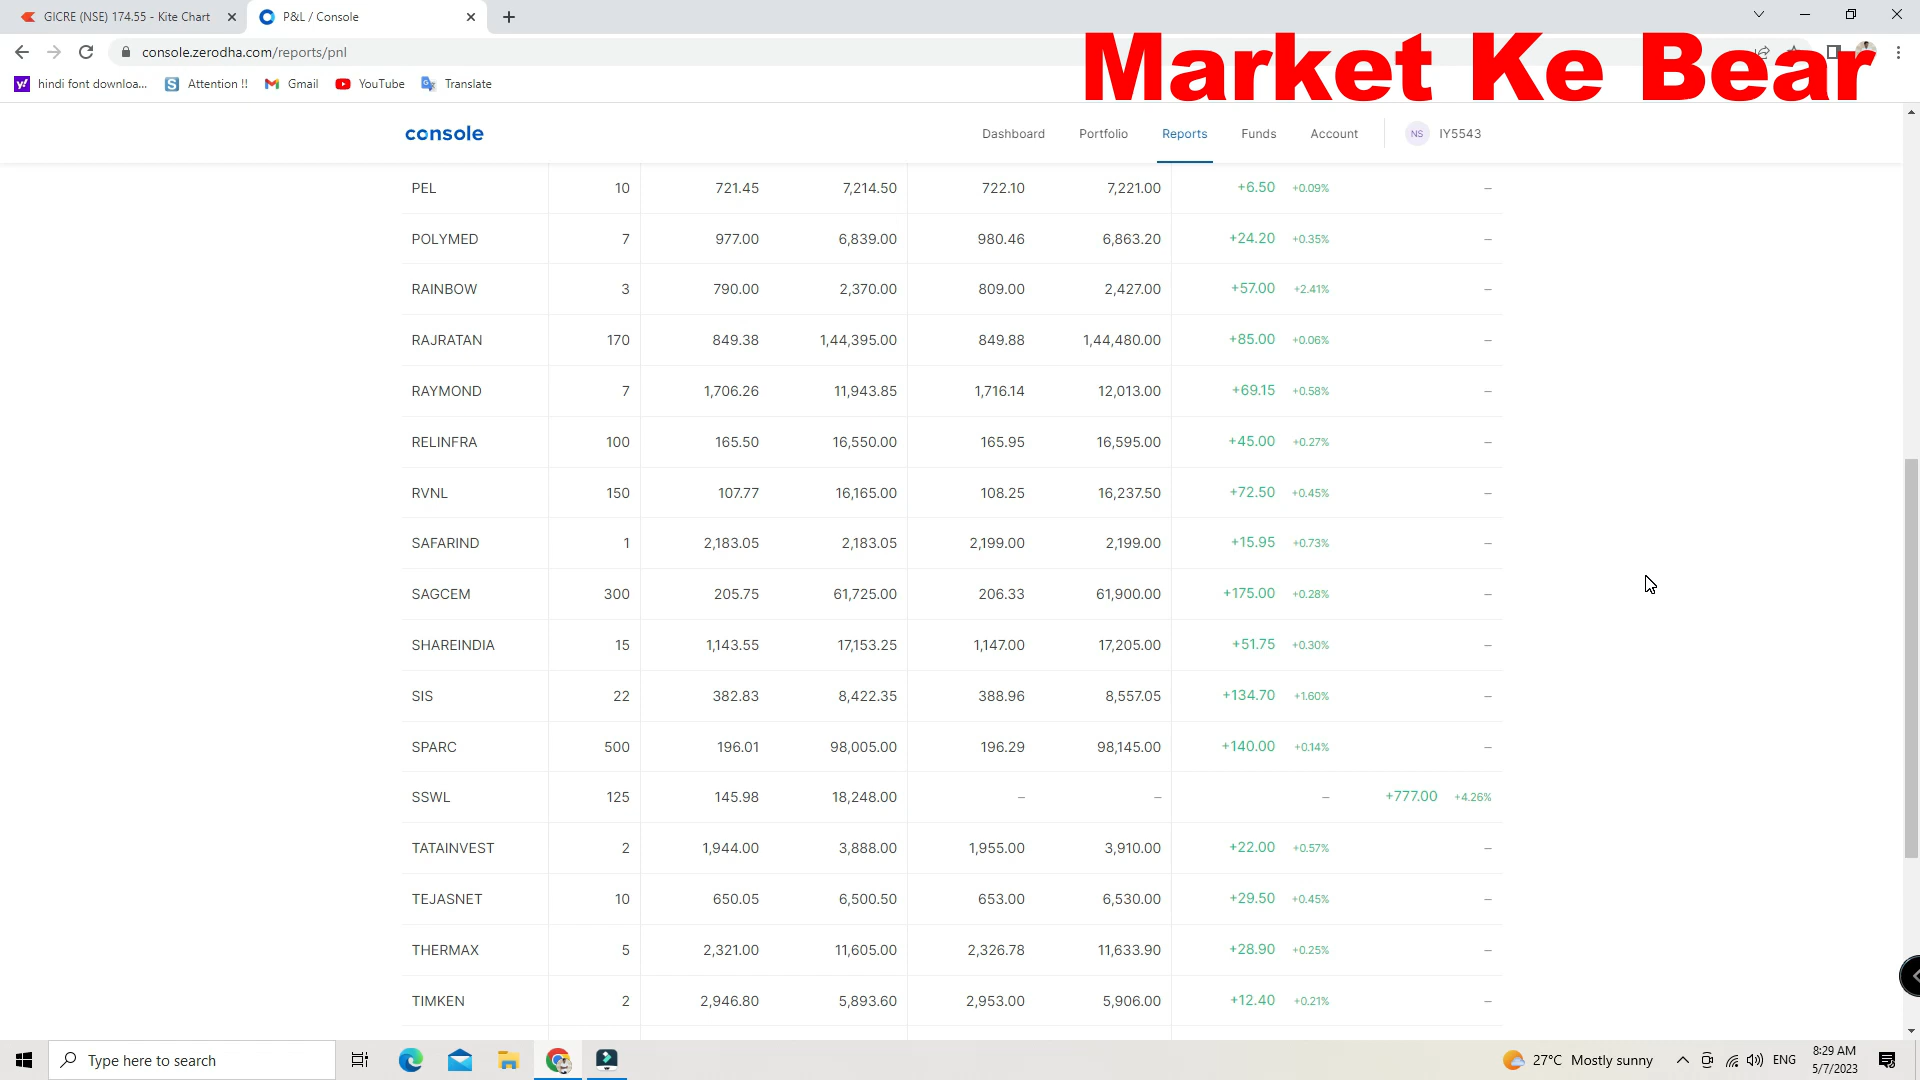 GICRE (NSE) 174.55 - Kite Chart
P&L / Console
console.zerodha.com/reports/pnl
Market Ke Bear
hindi font downloa... Attention !! Gmail YouTube Translate
console Dashboard Portfolio Reports Funds Account NS IY5543
PEL 10 721.45 7,214.50 722.10 7,221.00 +6.50 +0.09% –
POLYMED 7 977.00 6,839.00 980.46 6,863.20 +24.20 +0.35% –
RAINBOW 3 790.00 2,370.00 809.00 2,427.00 +57.00 +2.41% –
RAJRATAN 170 849.38 1,44,395.00 849.88 1,44,480.00 +85.00 +0.06% –
RAYMOND 7 1,706.26 11,943.85 1,716.14 12,013.00 +69.15 +0.58% –
RELINFRA 100 165.50 16,550.00 165.95 16,595.00 +45.00 +0.27% –
RVNL 150 107.77 16,165.00 108.25 16,237.50 +72.50 +0.45% –
SAFARIND 1 2,183.05 2,183.05 2,199.00 2,199.00 +15.95 +0.73% –
SAGCEM 300 205.75 61,725.00 206.33 61,900.00 +175.00 +0.28% –
SHAREINDIA 15 1,143.55 17,153.25 1,147.00 17,205.00 +51.75 +0.30% –
SIS 22 382.83 8,422.35 388.96 8,557.05 +134.70 +1.60% –
SPARC 500 196.01 98,005.00 196.29 98,145.00 +140.00 +0.14% –
SSWL 125 145.98 18,248.00 – – – +777.00 +4.26%
TATAINVEST 2 1,944.00 3,888.00 1,955.00 3,910.00 +22.00 +0.57% –
TEJASNET 10 650.05 6,500.50 653.00 6,530.00 +29.50 +0.45% –
THERMAX 5 2,321.00 11,605.00 2,326.78 11,633.90 +28.90 +0.25% –
TIMKEN 2 2,946.80 5,893.60 2,953.00 5,906.00 +12.40 +0.21% –
Type here to search
27°C Mostly sunny
ENG
8:29 AM
5/7/2023